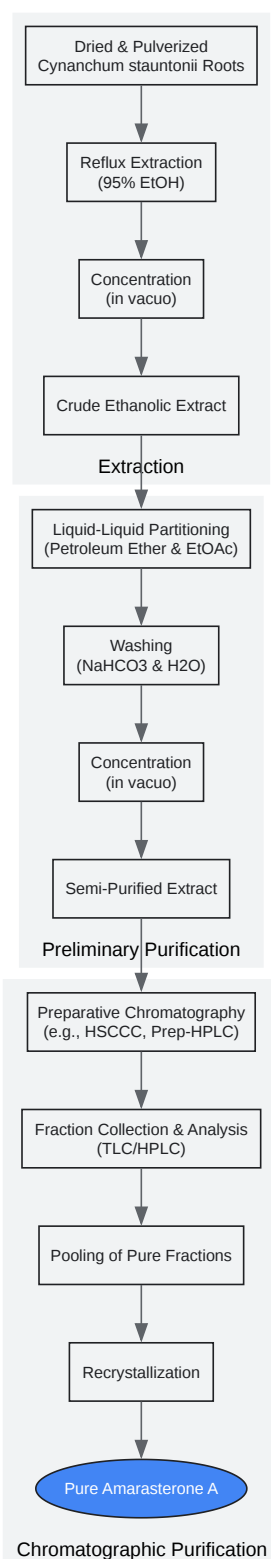 Dried & Pulverized
Cynanchum stauntonii Roots
Reflux Extraction
(95% EtOH)
Concentration
(in vacuo)
Crude Ethanolic Extract
Extraction
Liquid-Liquid Partitioning
(Petroleum Ether & EtOAc)
Washing
(NaHCO3 & H2O)
Concentration
(in vacuo)
Semi-Purified Extract
Preliminary Purification
Preparative Chromatography
(e.g., HSCCC, Prep-HPLC)
Fraction Collection & Analysis
(TLC/HPLC)
Pooling of Pure Fractions
Recrystallization
Pure Amarasterone A
Chromatographic Purification